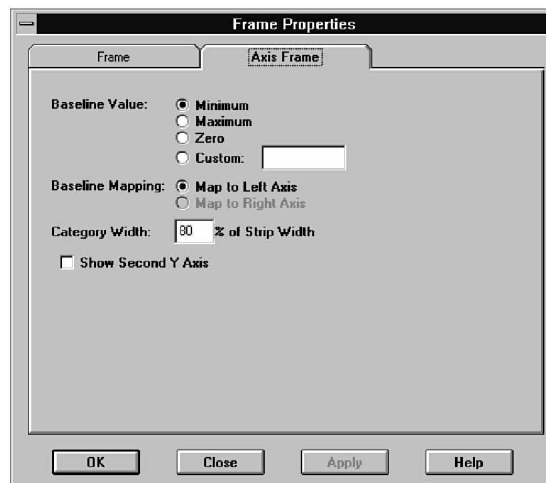 Frame Properties
Frame Axis Frame
Baseline Value: Minimum
Maximum
Zero
Custom:
Baseline Mapping: Map to Left Axis
Map to Right Axis
Category Width: 80 % of Strip Width
Show Second Y Axis
OK Close Apply Help